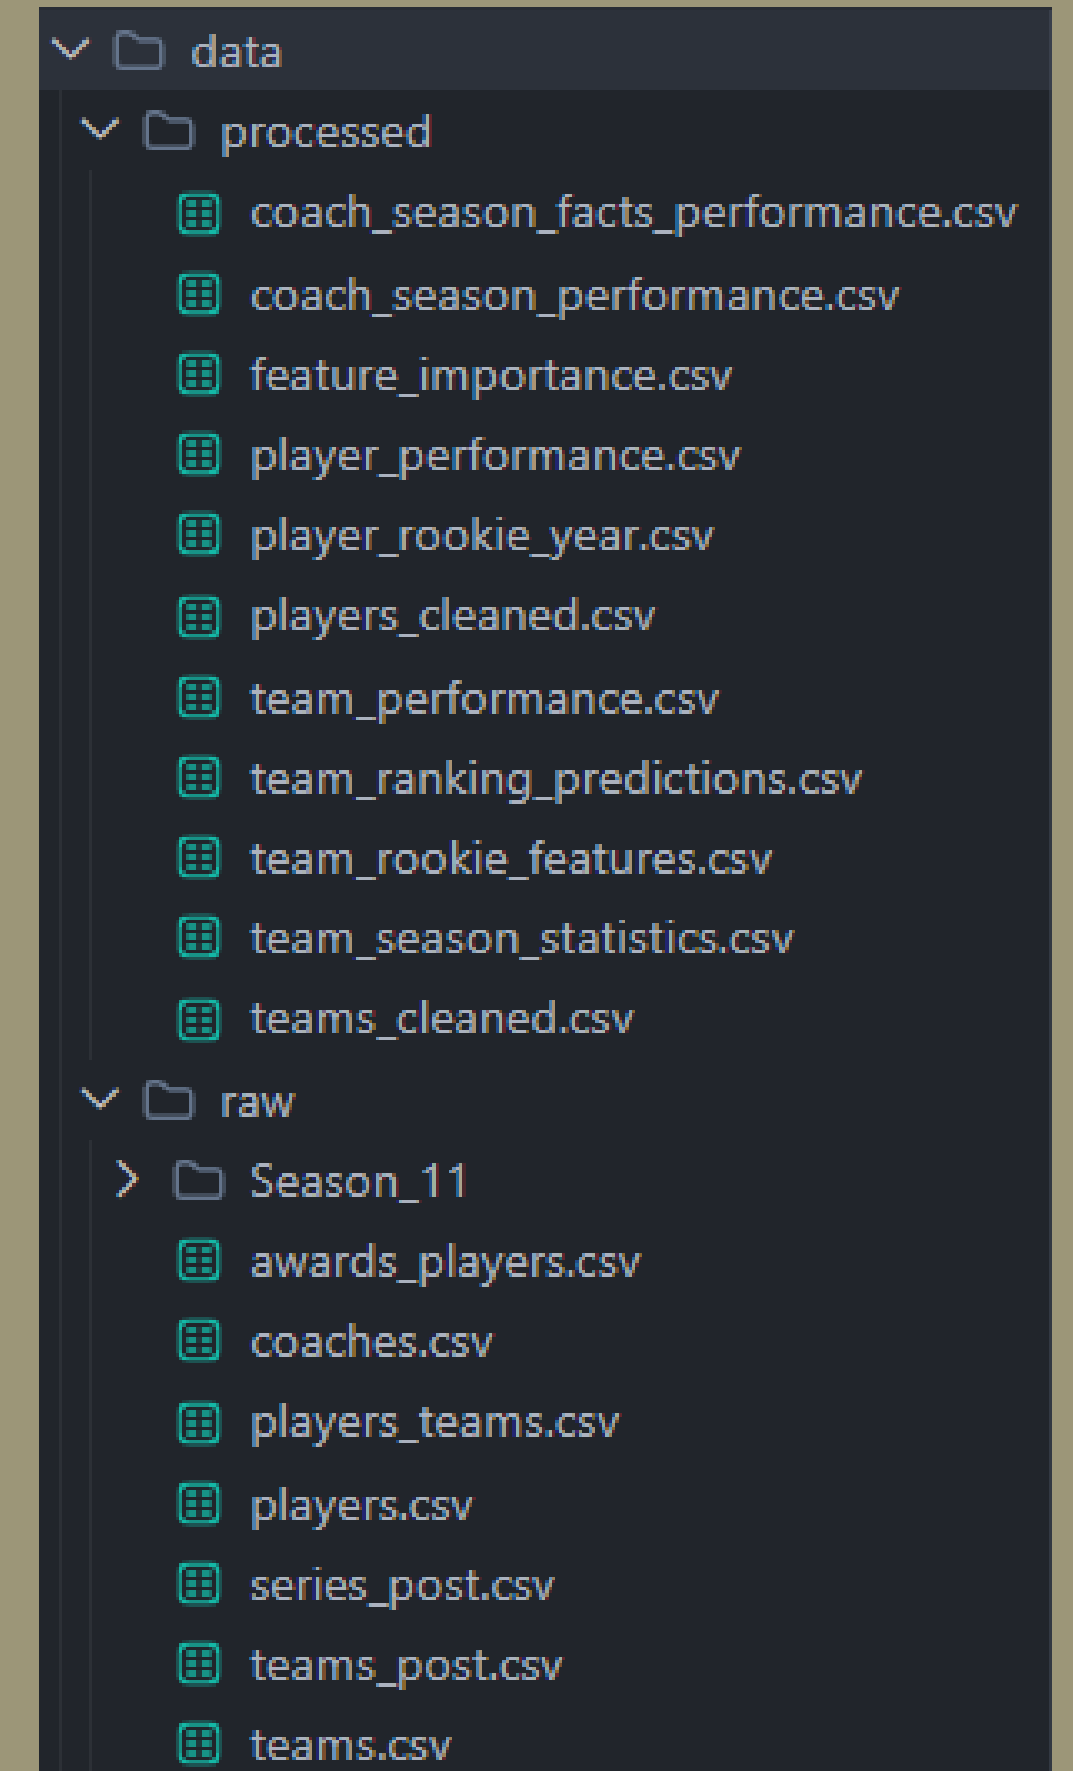 data
processed
coach_season_facts_performance.csv
coach_season_performance.csv
feature_importance.csv
player_performance.csv
player_rookie_year.csv
players_cleaned.csv
team_performance.csv
team_ranking_predictions.csv
team_rookie_features.csv
team_season_statistics.csv
teams_cleaned.csv
raw
Season_11
awards_players.csv
coaches.csv
players_teams.csv
players.csv
series_post.csv
teams_post.csv
teams.csv